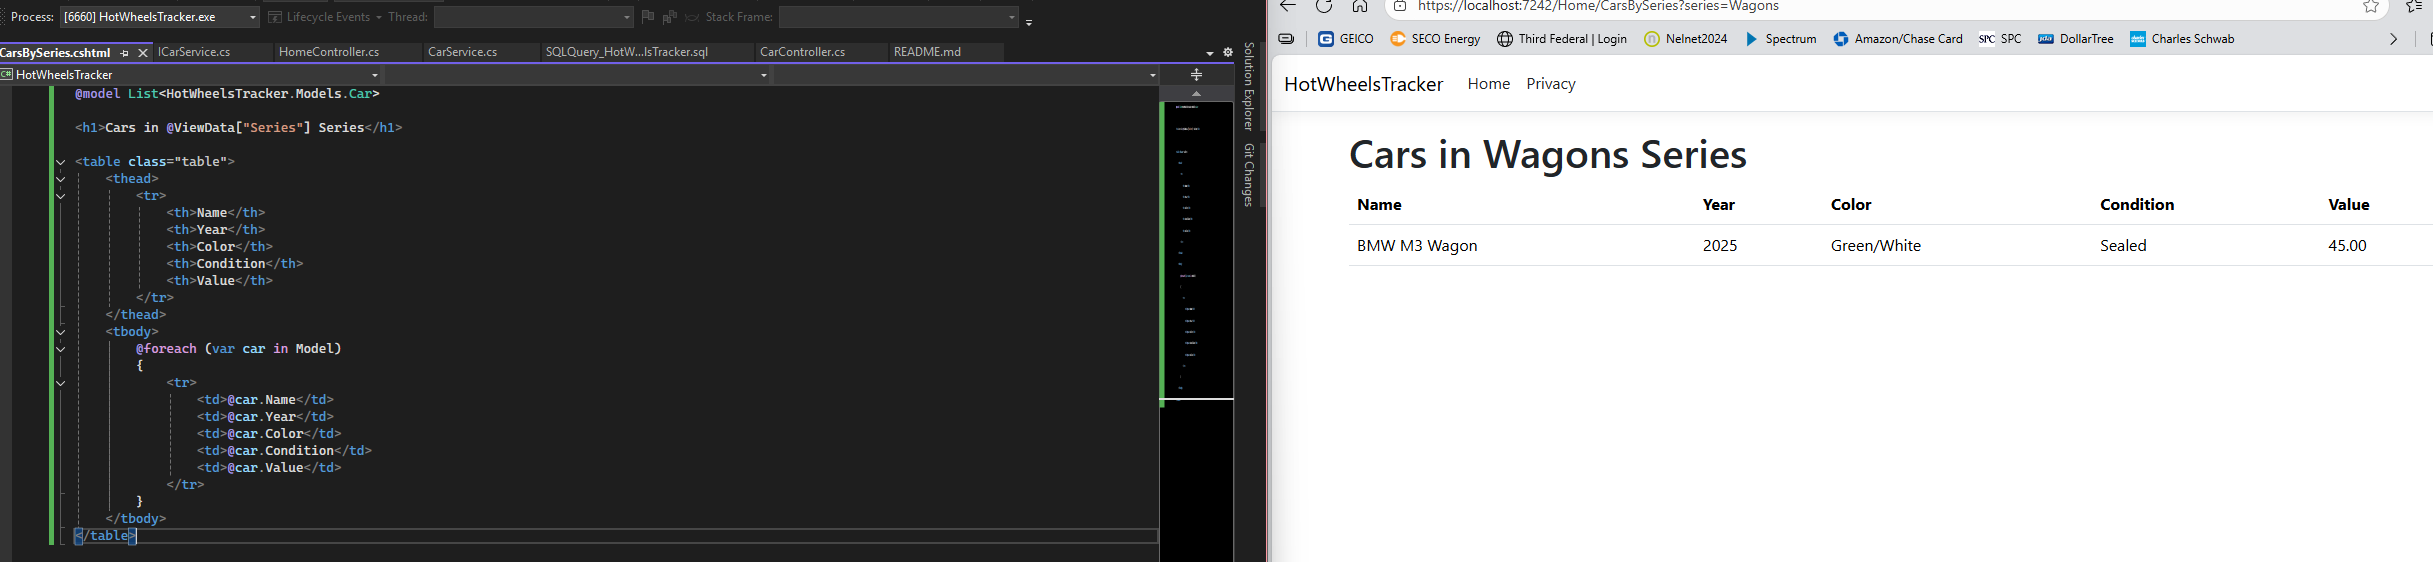 Process: [6660] HotWheelsTracker.exe Lifecycle Events Thread: Stack Frame:
CarsBySeries.cshtml ICarService.cs HomeController.cs CarService.cs SQLQuery_HotW...lsTracker.sql CarController.cs README.md
C# HotWheelsTracker
@model List<HotWheelsTracker.Models.Car>
<h1>Cars in @ViewData["Series"] Series</h1>
<table class="table">
<thead>
<tr>
<th>Name</th>
<th>Year</th>
<th>Color</th>
<th>Condition</th>
<th>Value</th>
</tr>
</thead>
<tbody>
@foreach (var car in Model)
{
<tr>
<td>@car.Name</td>
<td>@car.Year</td>
<td>@car.Color</td>
<td>@car.Condition</td>
<td>@car.Value</td>
</tr>
}
</tbody>
</table>
Solution Explorer
Git Changes
https://localhost:7242/Home/CarsBySeries?series=Wagons
GEICO SECO Energy Third Federal | Login Nelnet2024 Spectrum Amazon/Chase Card SPC SPC DollarTree Charles Schwab
HotWheelsTracker Home Privacy
Cars in Wagons Series
Name Year Color Condition Value
BMW M3 Wagon 2025 Green/White Sealed 45.00